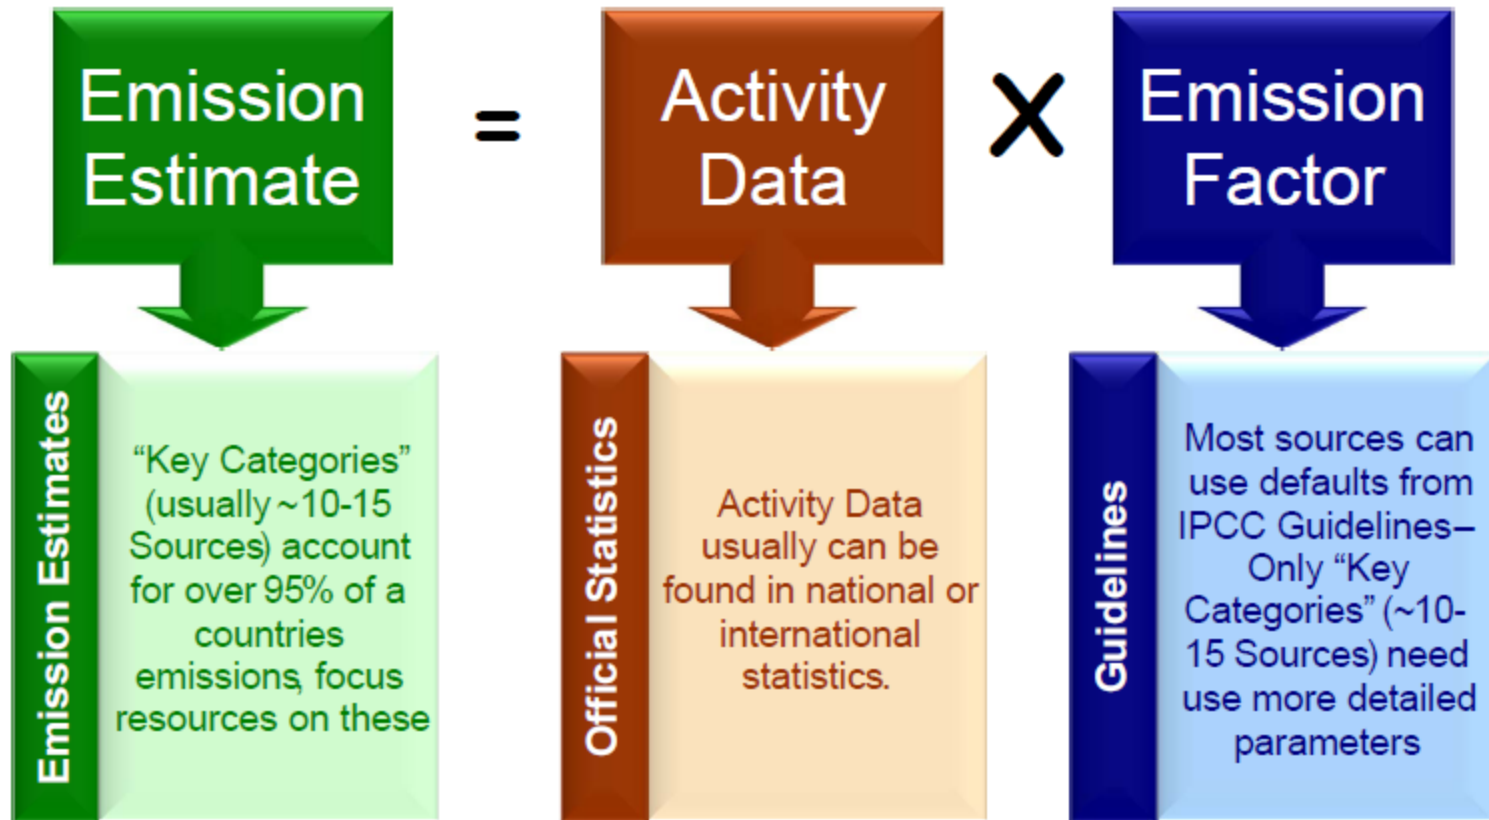 Emission
Estimate
=
Activity
Data
X
Emission
Factor
Emission Estimates
“Key Categories”
(usually ~10-15
Sources) account
for over 95% of a
countries
emissions, focus
resources on these
Official Statistics
Activity Data
usually can be
found in national or
international
statistics.
Guidelines
Most sources can
use defaults from
IPCC Guidelines–
Only “Key
Categories” (~10-
15 Sources) need
use more detailed
parameters